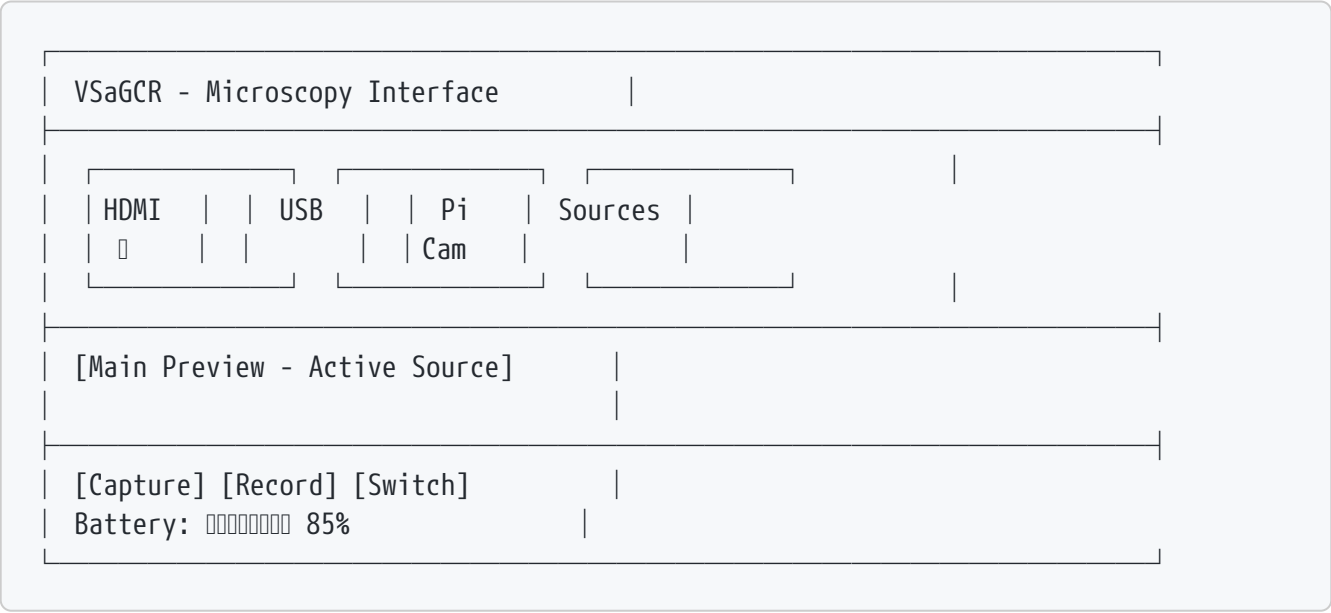 VSaGCR - Microscopy Interface
HDMI USB Pi Sources
Cam
[Main Preview - Active Source]
[Capture] [Record] [Switch]
Battery: ▯▯▯▯▯▯▯▯ 85%